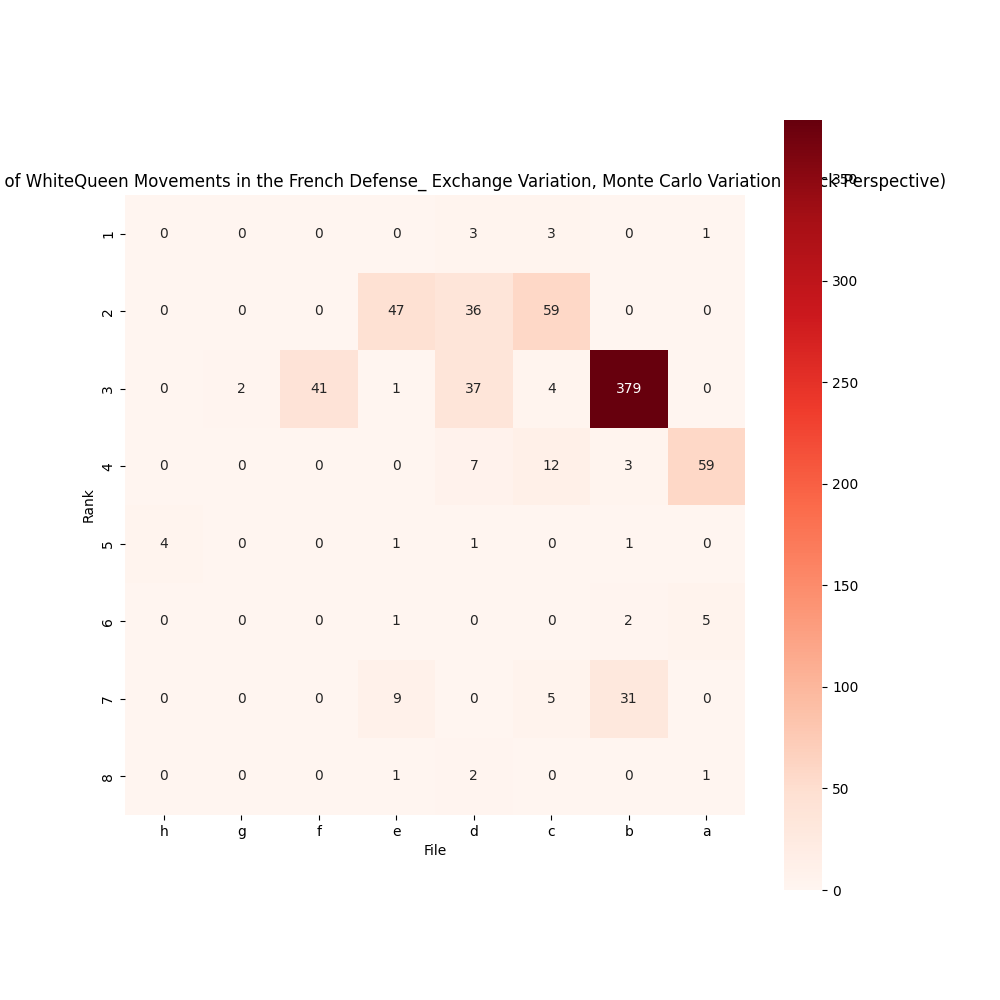 of WhiteQueen Movements in the French Defense_ Exchange Variation, Monte Carlo Variation Perspective)
1 0 0 0 0 3 3 0 1
2 0 0 0 47 36 59 0 0
3 0 2 41 1 37 4 379 0
4 0 0 0 0 7 12 3 59
5 4 0 0 1 1 0 1 0
6 0 0 0 1 0 0 2 5
7 0 0 0 9 0 5 31 0
8 0 0 0 1 2 0 0 1
h g f e d c b a
File
Rank
350
300
250
200
150
100
50
0